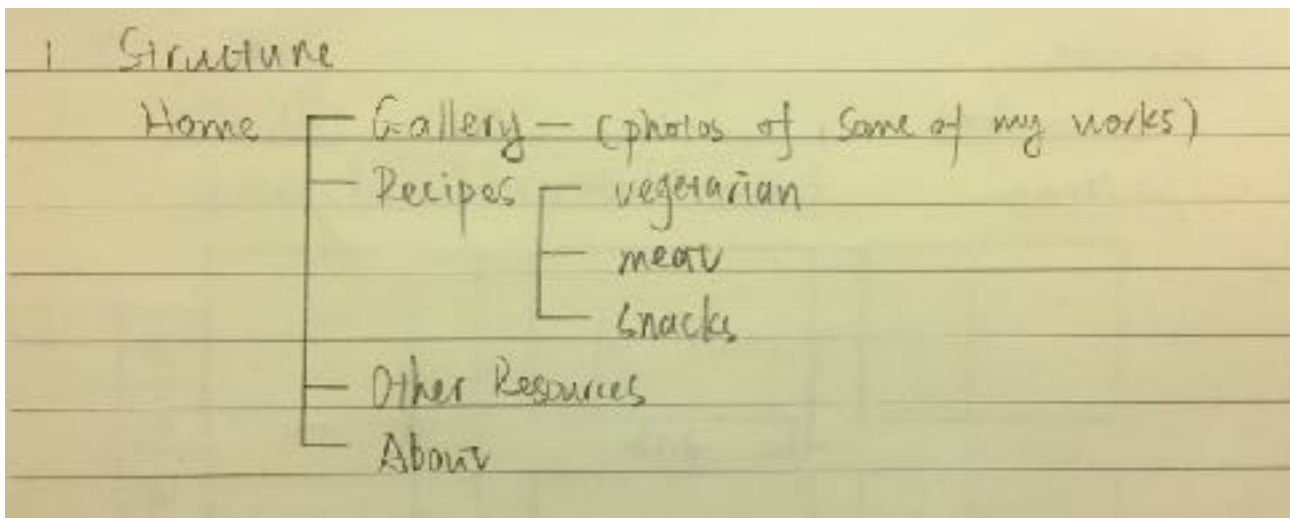 1 Structure
Home Gallery — (photos of some of my works)
Recipes vegetarian
meat
snacks
Other Resources
About